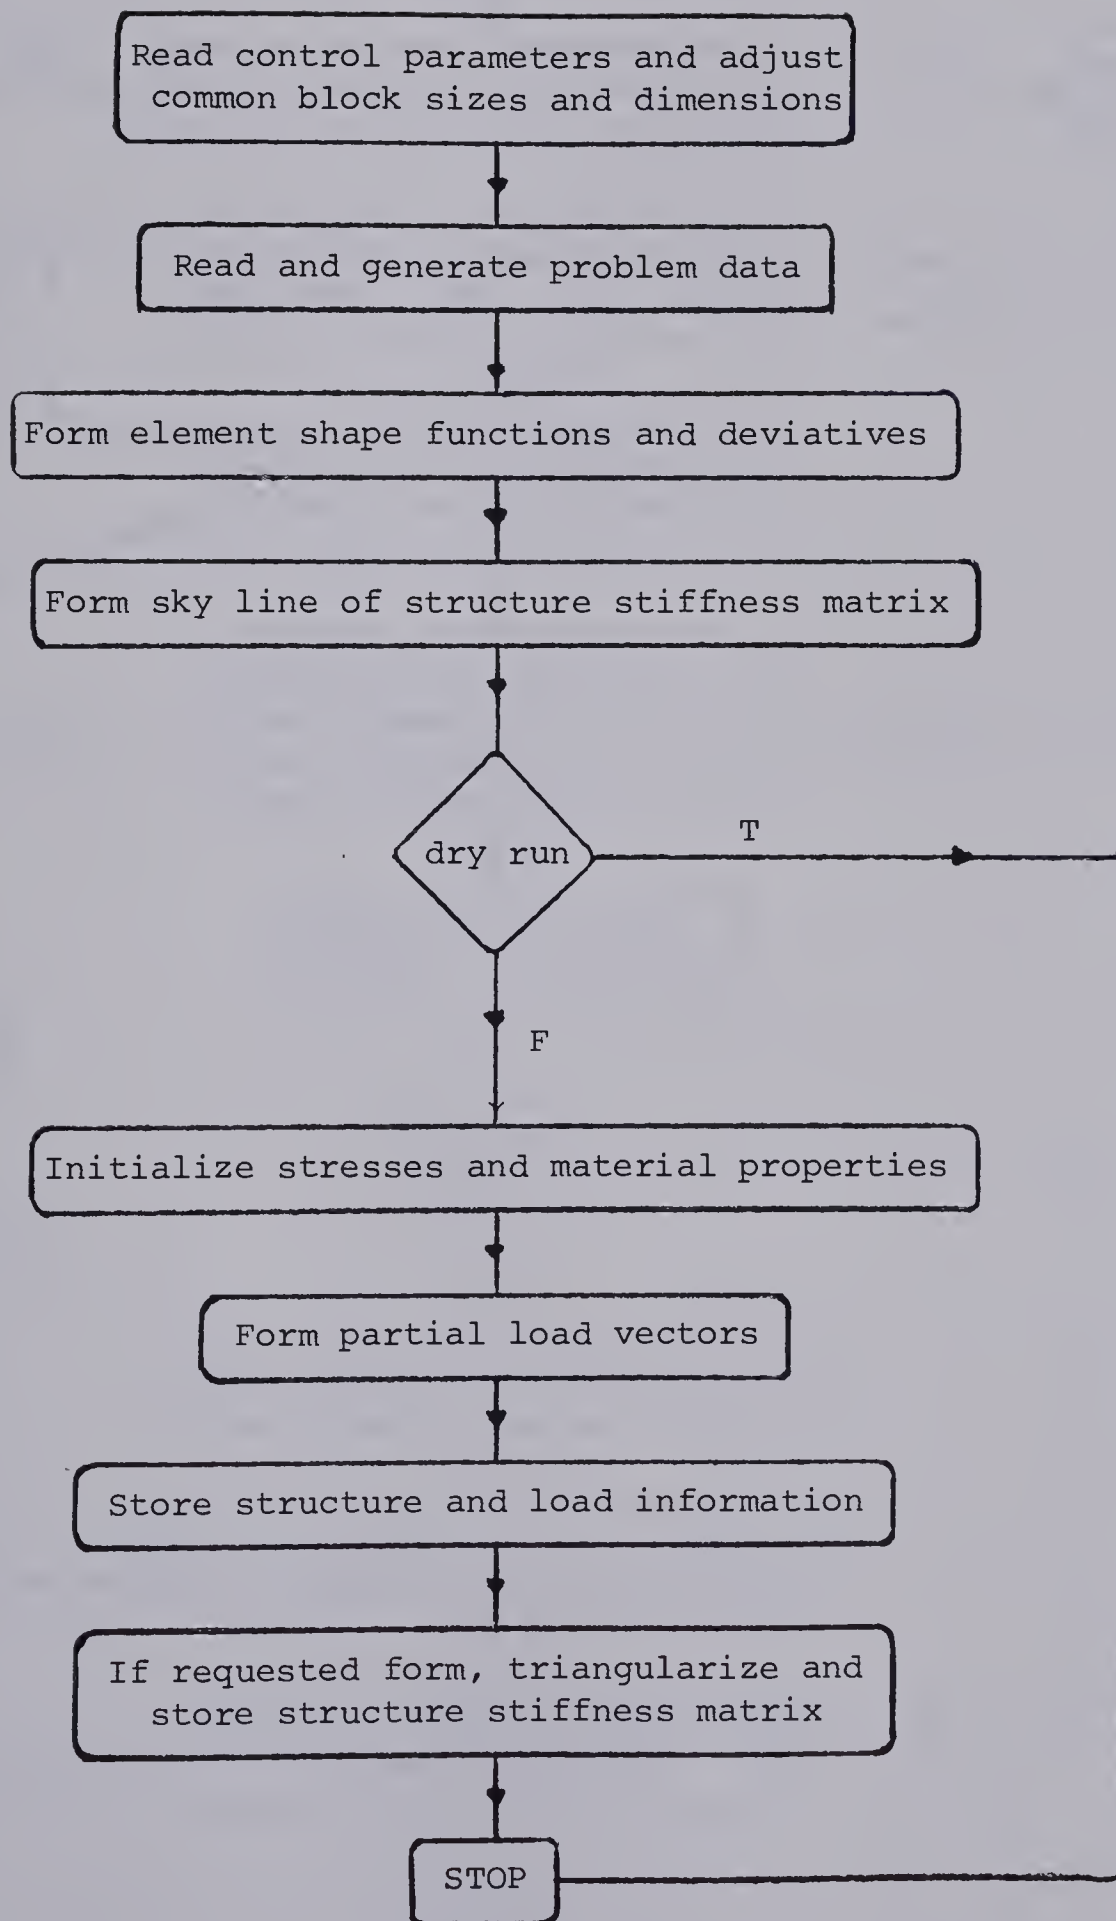 Read control parameters and adjust
common block sizes and dimensions
Read and generate problem data
Form element shape functions and deviatives
Form sky line of structure stiffness matrix
dry run
T
F
Initialize stresses and material properties
Form partial load vectors
Store structure and load information
If requested form, triangularize and
store structure stiffness matrix
STOP